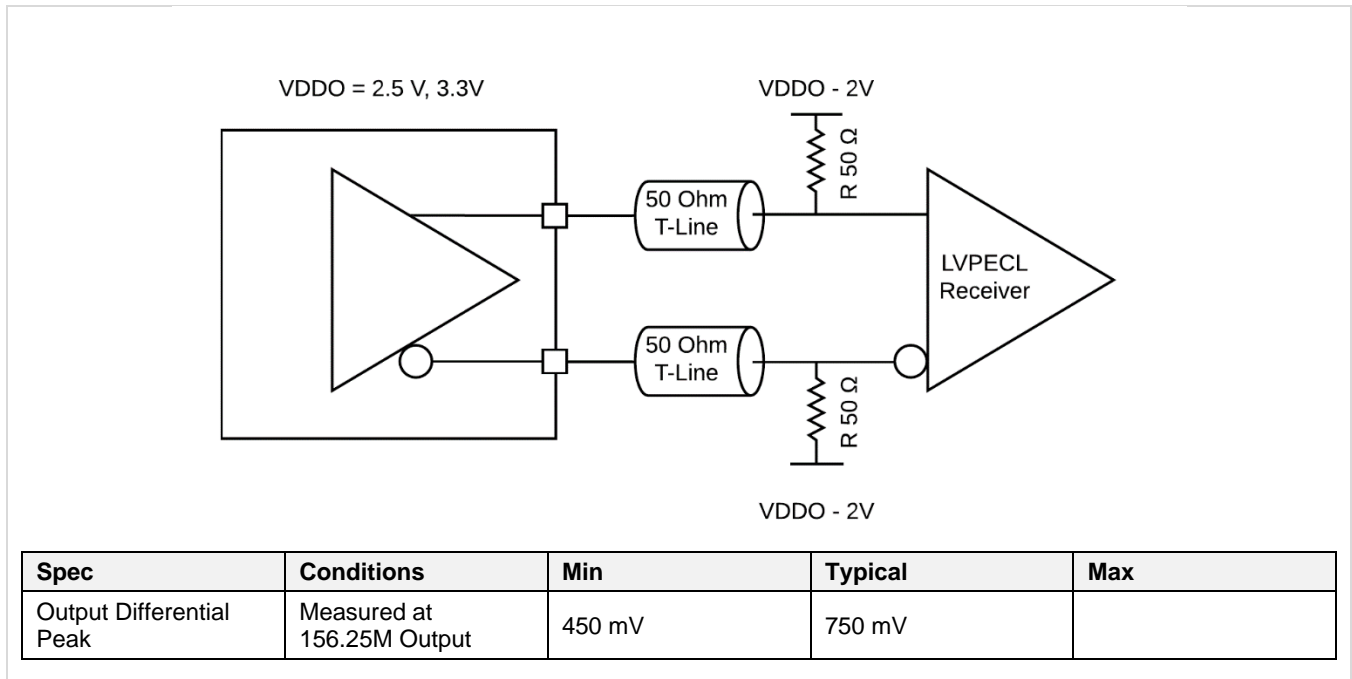 VDDO = 2.5 V, 3.3V
VDDO - 2V
R 50 Ω
50 Ohm
T-Line
LVPECL
Receiver
50 Ohm
T-Line
R 50 Ω
VDDO - 2V
Spec Conditions Min Typical Max
Output Differential Peak Measured at 156.25M Output 450 mV 750 mV